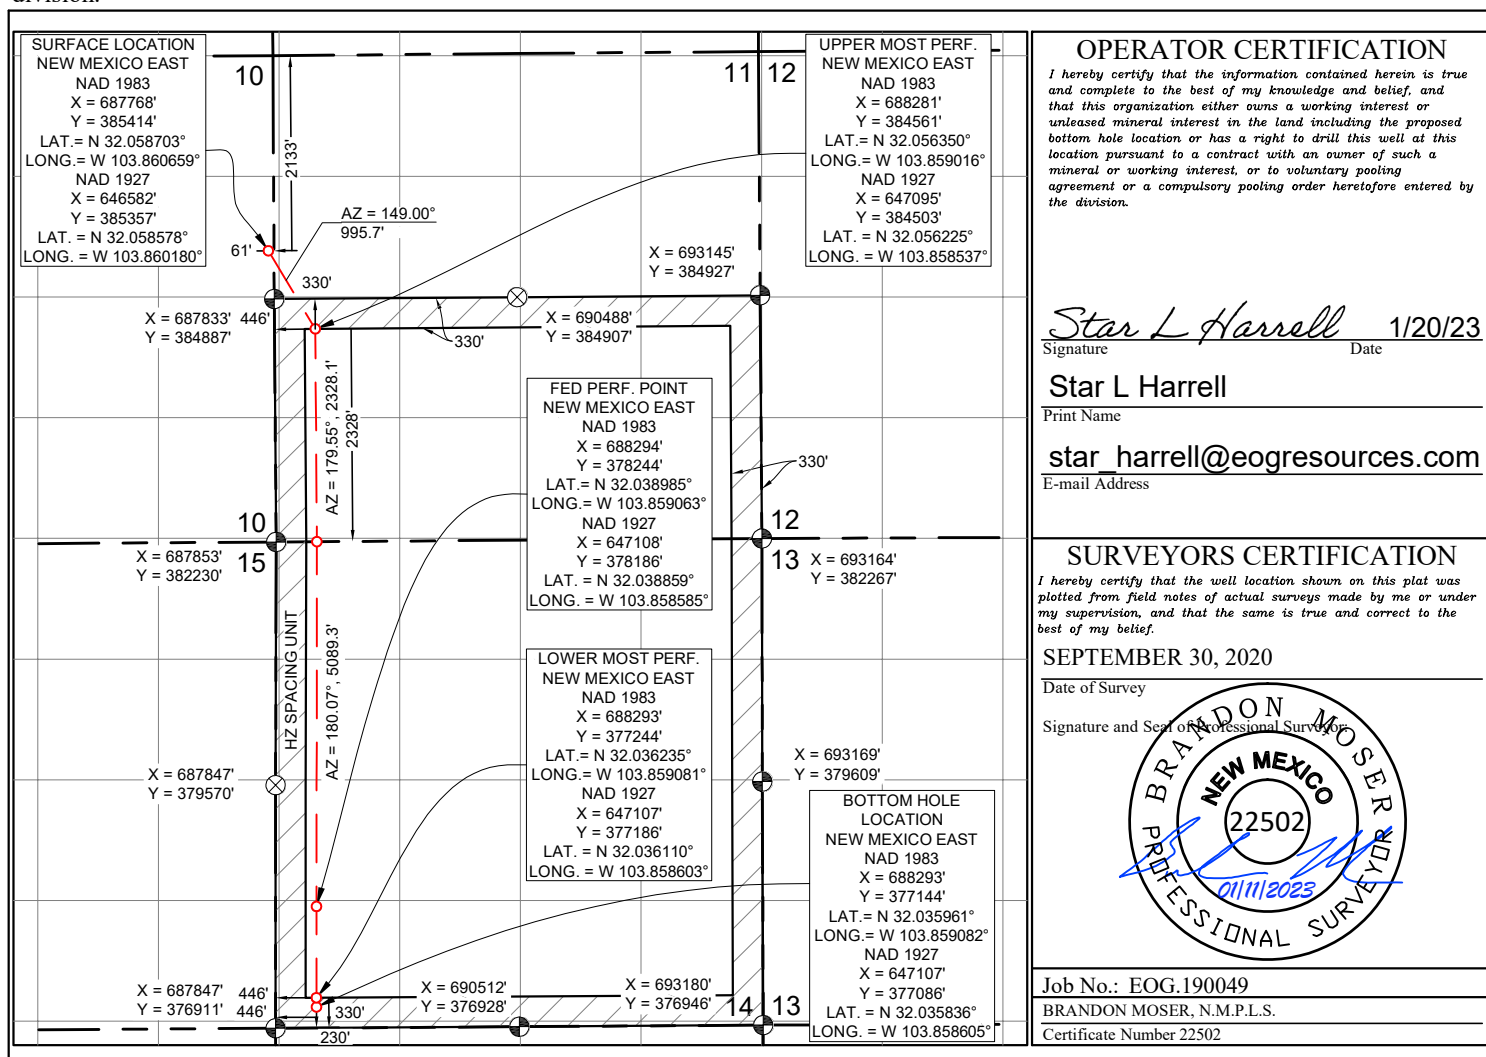 division.
SURFACE LOCATION
NEW MEXICO EAST
NAD 1983
X = 687768'
Y = 385414'
LAT.= N 32.058703°
LONG.= W 103.860659°
NAD 1927
X = 646582'
Y = 385357'
LAT. = N 32.058578°
LONG. = W 103.860180°
10
2133'
11
12
UPPER MOST PERF.
NEW MEXICO EAST
NAD 1983
X = 688281'
Y = 384561'
LAT.= N 32.056350°
LONG.= W 103.859016°
NAD 1927
X = 647095'
Y = 384503'
LAT. = N 32.056225°
LONG. = W 103.858537°
AZ = 149.00°
995.7'
61'
330'
X = 693145'
Y = 384927'
X = 687833'
Y = 384887'
446'
330'
X = 690488'
Y = 384907'
AZ = 179.55°, 2328.1'
2328'
FED PERF. POINT
NEW MEXICO EAST
NAD 1983
X = 688294'
Y = 378244'
LAT.= N 32.038985°
LONG.= W 103.859063°
NAD 1927
X = 647108'
Y = 378186'
LAT. = N 32.038859°
LONG. = W 103.858585°
330'
10
15
12
13
X = 687853'
Y = 382230'
X = 693164'
Y = 382267'
HZ SPACING UNIT
AZ = 180.07°, 5089.3'
LOWER MOST PERF.
NEW MEXICO EAST
NAD 1983
X = 688293'
Y = 377244'
LAT.= N 32.036235°
LONG.= W 103.859081°
NAD 1927
X = 647107'
Y = 377186'
LAT. = N 32.036110°
LONG. = W 103.858603°
X = 687847'
Y = 379570'
X = 693169'
Y = 379609'
BOTTOM HOLE
LOCATION
NEW MEXICO EAST
NAD 1983
X = 688293'
Y = 377144'
LAT.= N 32.035961°
LONG.= W 103.859082°
NAD 1927
X = 647107'
Y = 377086'
LAT. = N 32.035836°
LONG. = W 103.858605°
X = 687847'
Y = 376911'
446'
446'
330'
230'
X = 690512'
Y = 376928'
X = 693180'
Y = 376946'
14
13
OPERATOR CERTIFICATION
I hereby certify that the information contained herein is true
and complete to the best of my knowledge and belief, and
that this organization either owns a working interest or
unleased mineral interest in the land including the proposed
bottom hole location or has a right to drill this well at this
location pursuant to a contract with an owner of such a
mineral or working interest, or to voluntary pooling
agreement or a compulsory pooling order heretofore entered by
the division.
Star L Harrell 1/20/23
Signature Date
Star L Harrell
Print Name
star_harrell@eogresources.com
E-mail Address
SURVEYORS CERTIFICATION
I hereby certify that the well location shown on this plat was
plotted from field notes of actual surveys made by me or under
my supervision, and that the same is true and correct to the
best of my belief.
SEPTEMBER 30, 2020
Date of Survey
Signature and Seal of Professional Surveyor:
BRANDON MOSER
NEW MEXICO
22502
01/11/2023
PROFESSIONAL SURVEYOR
Job No.: EOG.190049
BRANDON MOSER, N.M.P.L.S.
Certificate Number 22502